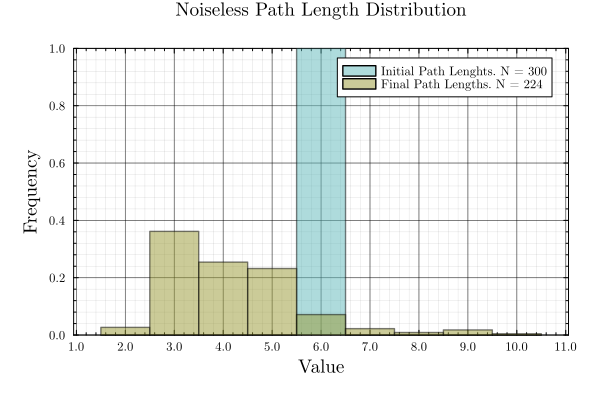 Noiseless Path Length Distribution
1.0
0.8
0.6
0.4
0.2
0.0
Frequency
Initial Path Lenghts. N = 300
Final Path Lengths. N = 224
1.0 2.0 3.0 4.0 5.0 6.0 7.0 8.0 9.0 10.0 11.0
Value